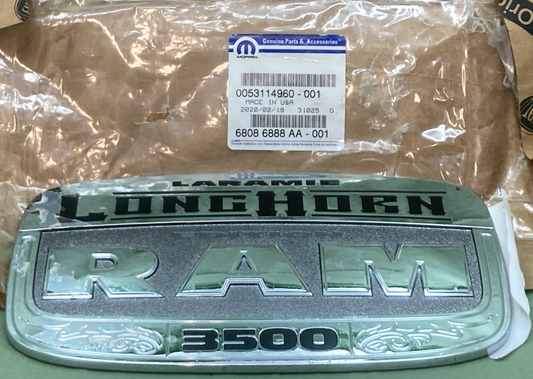 Genuine Parts & Accessories
MOPAR
0053114960 - 001
MADE IN USA
2020/02/19 31025 G
6808 6888 AA - 001
LARAMIE
LONGHORN
RAM
3500